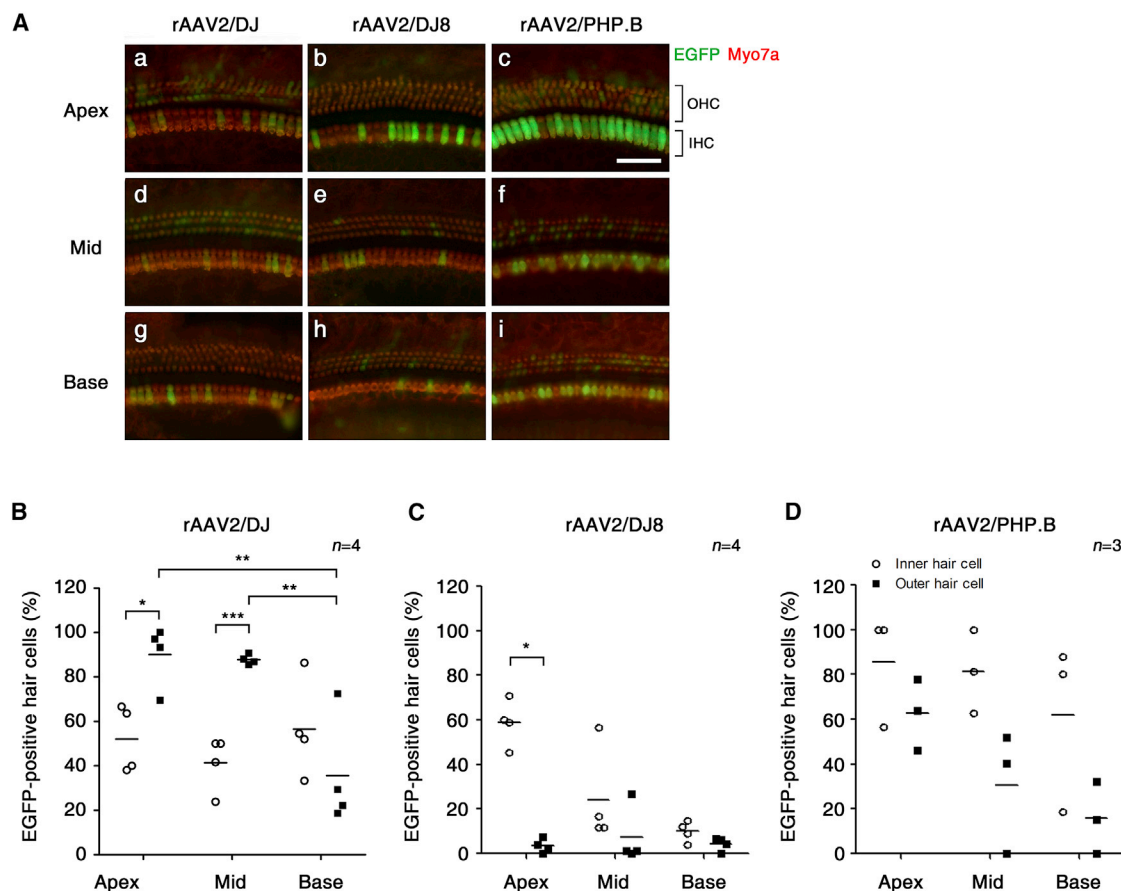 A
rAAV2/DJ
rAAV2/DJ8
rAAV2/PHP.B
EGFP Myo7a
a
b
c
Apex
OHC
IHC
d
e
f
Mid
g
h
i
Base
B
rAAV2/DJ
n=4
**
**
*
***
120
100
80
60
40
20
0
EGFP-positive hair cells (%)
Apex
Mid
Base
C
rAAV2/DJ8
n=4
*
120
100
80
60
40
20
0
EGFP-positive hair cells (%)
Apex
Mid
Base
D
rAAV2/PHP.B
n=3
Inner hair cell
Outer hair cell
120
100
80
60
40
20
0
EGFP-positive hair cells (%)
Apex
Mid
Base